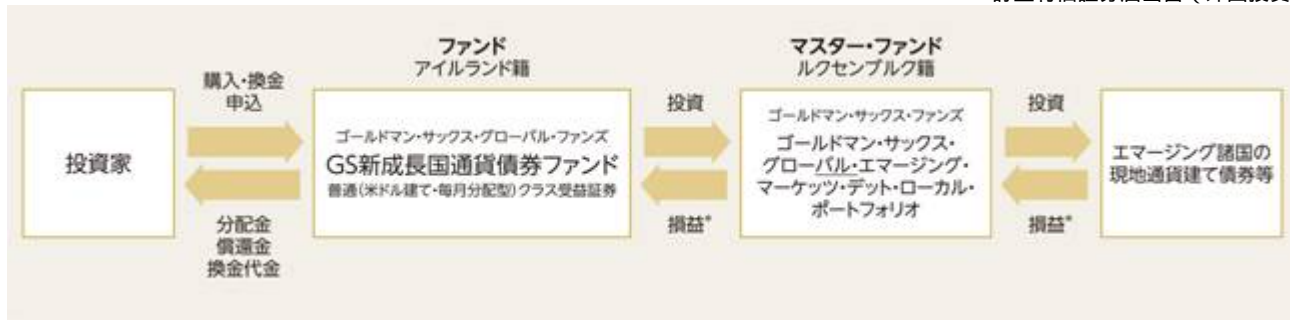 ファンド
アイルランド籍
マスター・ファンド
ルクセンブルク籍
購入・換金
申込
投資
投資
投資家
ゴールドマン・サックス・グローバル・ファンズ
GS新成長国通貨債券ファンド
普通(米ドル建て・毎月分配型)クラス受益証券
ゴールドマン・サックス・ファンズ
ゴールドマン・サックス・
グローバル・エマージング・
マーケッツ・デット・ローカル・
ポートフォリオ
エマージング諸国の
現地通貨建て債券等
分配金
償還金
換金代金
損益*
損益*